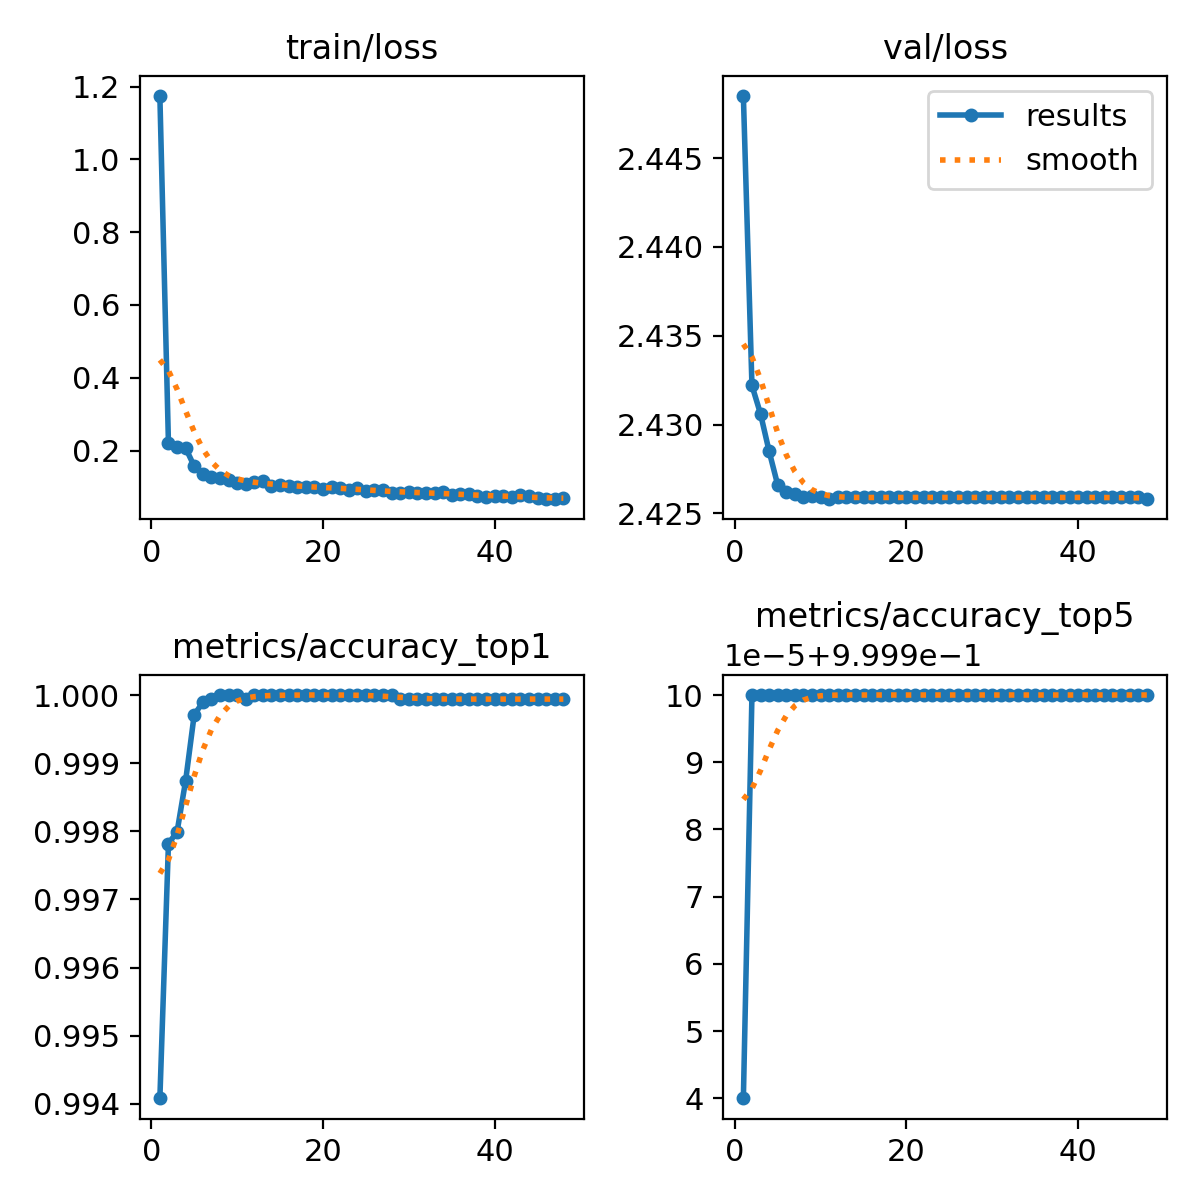 train/loss
1.2
1.0
0.8
0.6
0.4
0.2
0 20 40
val/loss
results
smooth
2.445
2.440
2.435
2.430
2.425
0 20 40
metrics/accuracy_top1
1.000
0.999
0.998
0.997
0.996
0.995
0.994
0 20 40
metrics/accuracy_top5
1e−5+9.999e−1
10
9
8
7
6
5
4
0 20 40